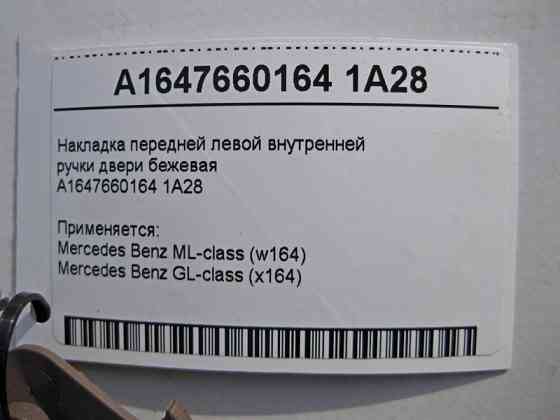 A1647660164 1A28
Накладка передней левой внутренней
ручки двери бежевая
A1647660164 1A28
Применяется:
Mercedes Benz ML-class (w164)
Mercedes Benz GL-class (x164)